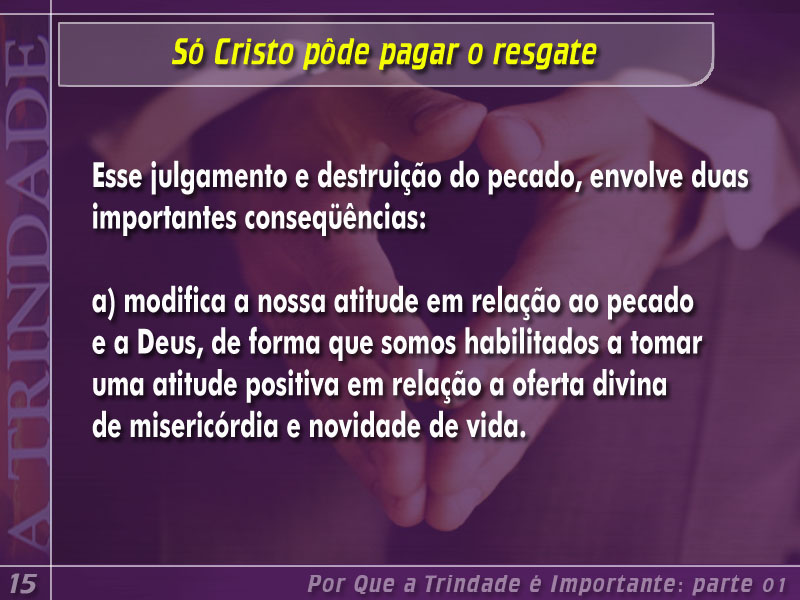 Só Cristo pôde pagar o resgate
Esse julgamento e destruição do pecado, envolve duas
importantes conseqüências:
a) modifica a nossa atitude em relação ao pecado
e a Deus, de forma que somos habilitados a tomar
uma atitude positiva em relação a oferta divina
de misericórdia e novidade de vida.
A TRINDADE
15
Por Que a Trindade é Importante: parte 01